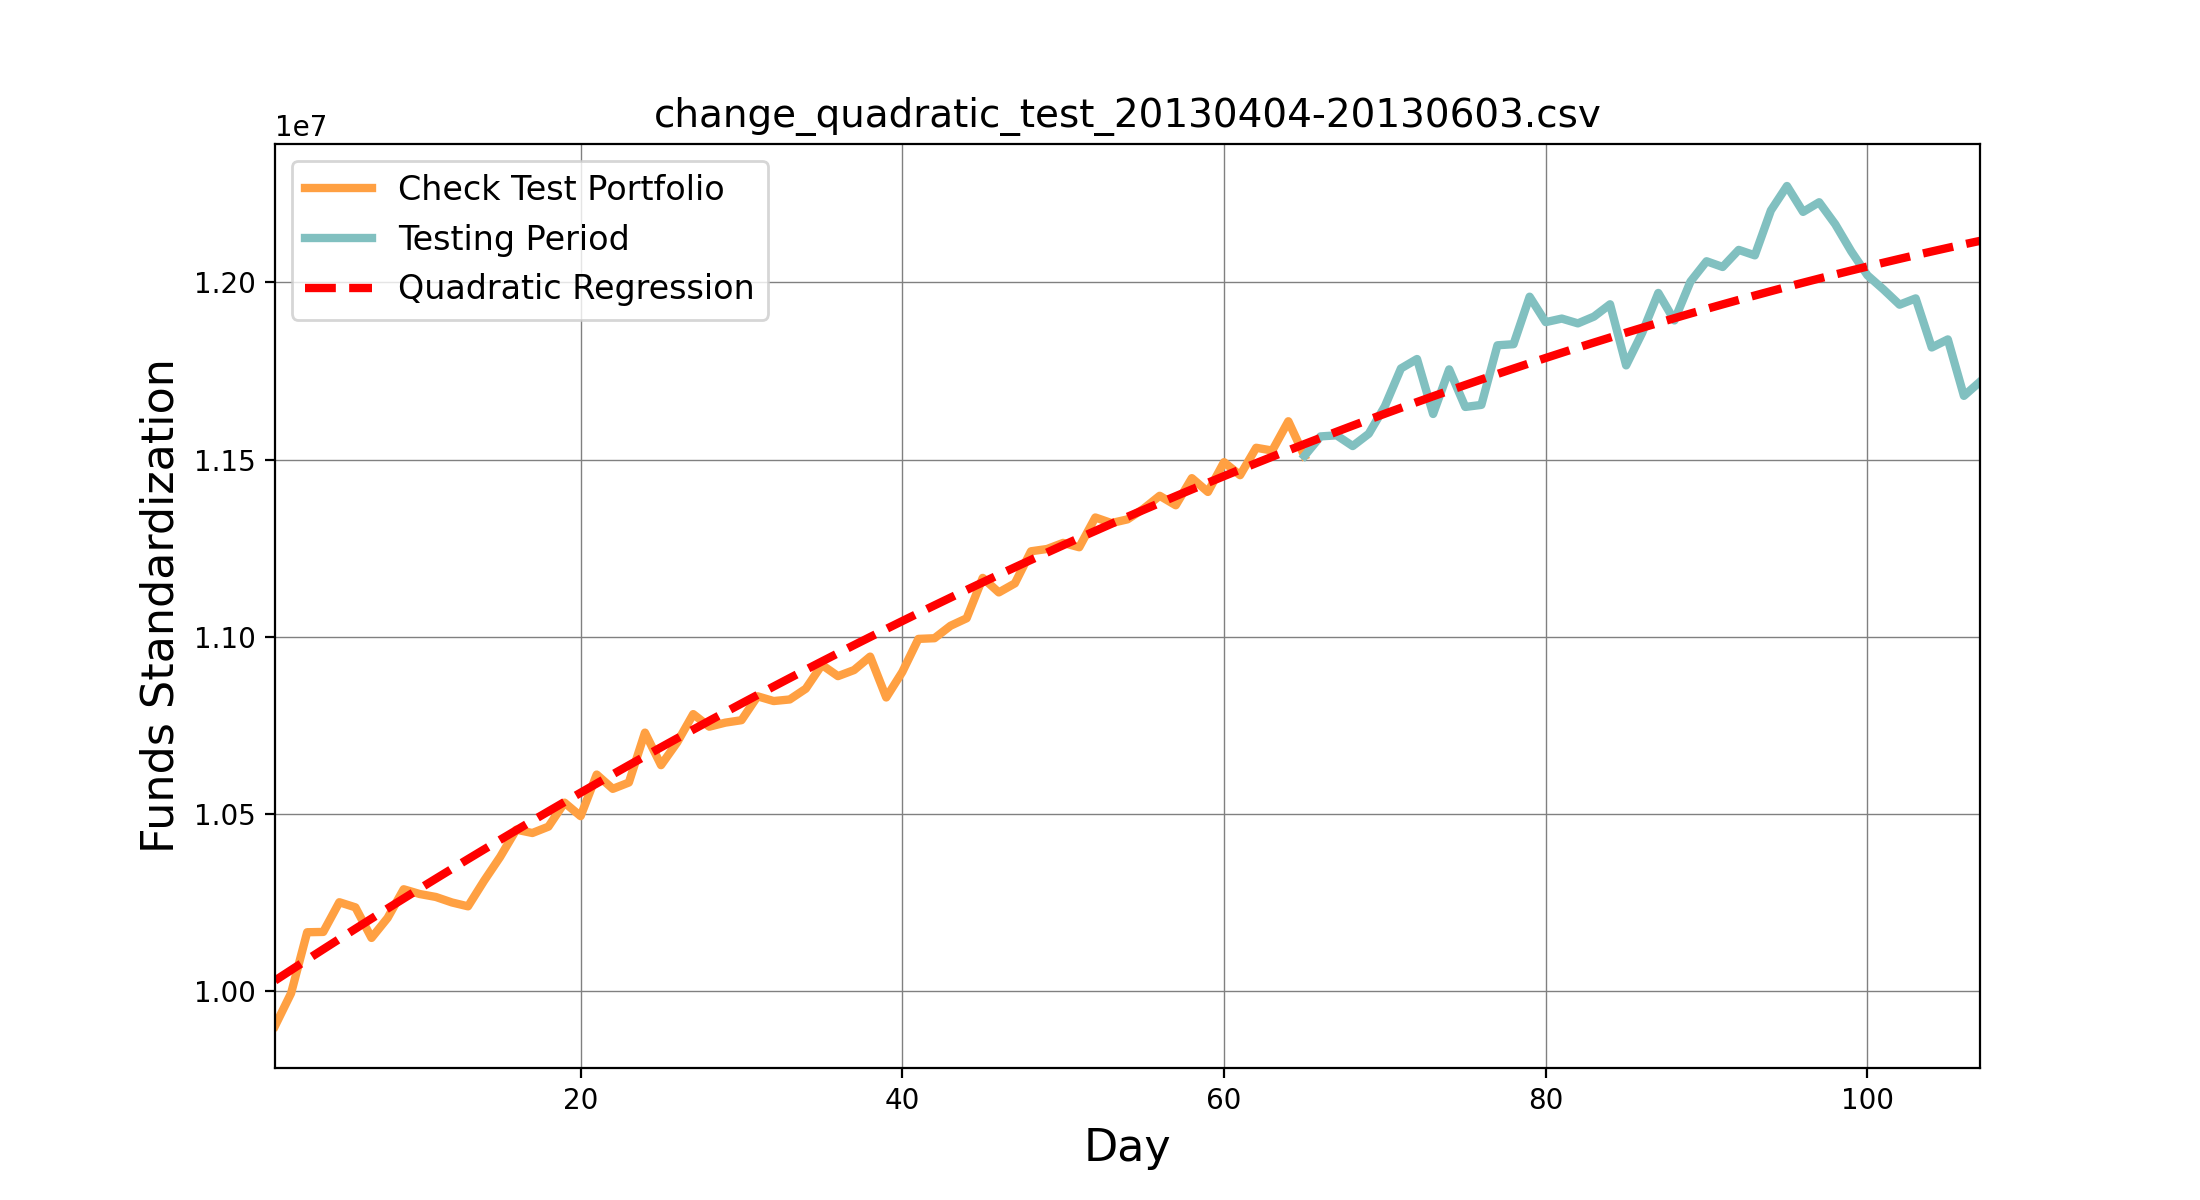 change_quadratic_test_20130404-20130603.csv
1e7
Check Test Portfolio
Testing Period
Quadratic Regression
1.20
1.15
1.10
1.05
1.00
Funds Standardization
20 40 60 80 100
Day